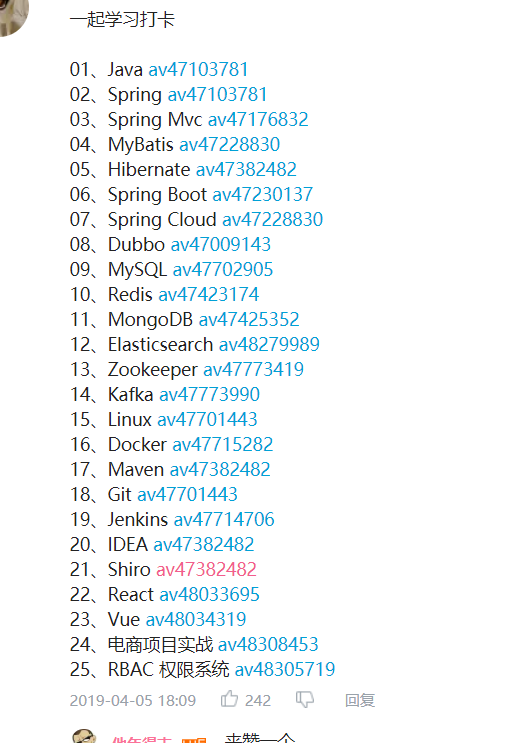 一起学习打卡
01、Java av47103781
02、Spring av47103781
03、Spring Mvc av47176832
04、MyBatis av47228830
05、Hibernate av47382482
06、Spring Boot av47230137
07、Spring Cloud av47228830
08、Dubbo av47009143
09、MySQL av47702905
10、Redis av47423174
11、MongoDB av47425352
12、Elasticsearch av48279989
13、Zookeeper av47773419
14、Kafka av47773990
15、Linux av47701443
16、Docker av47715282
17、Maven av47382482
18、Git av47701443
19、Jenkins av47714706
20、IDEA av47382482
21、Shiro av47382482
22、React av48033695
23、Vue av48034319
24、电商项目实战 av48308453
25、RBAC 权限系统 av48305719
2019-04-05 18:09 242 回复
来赞一个